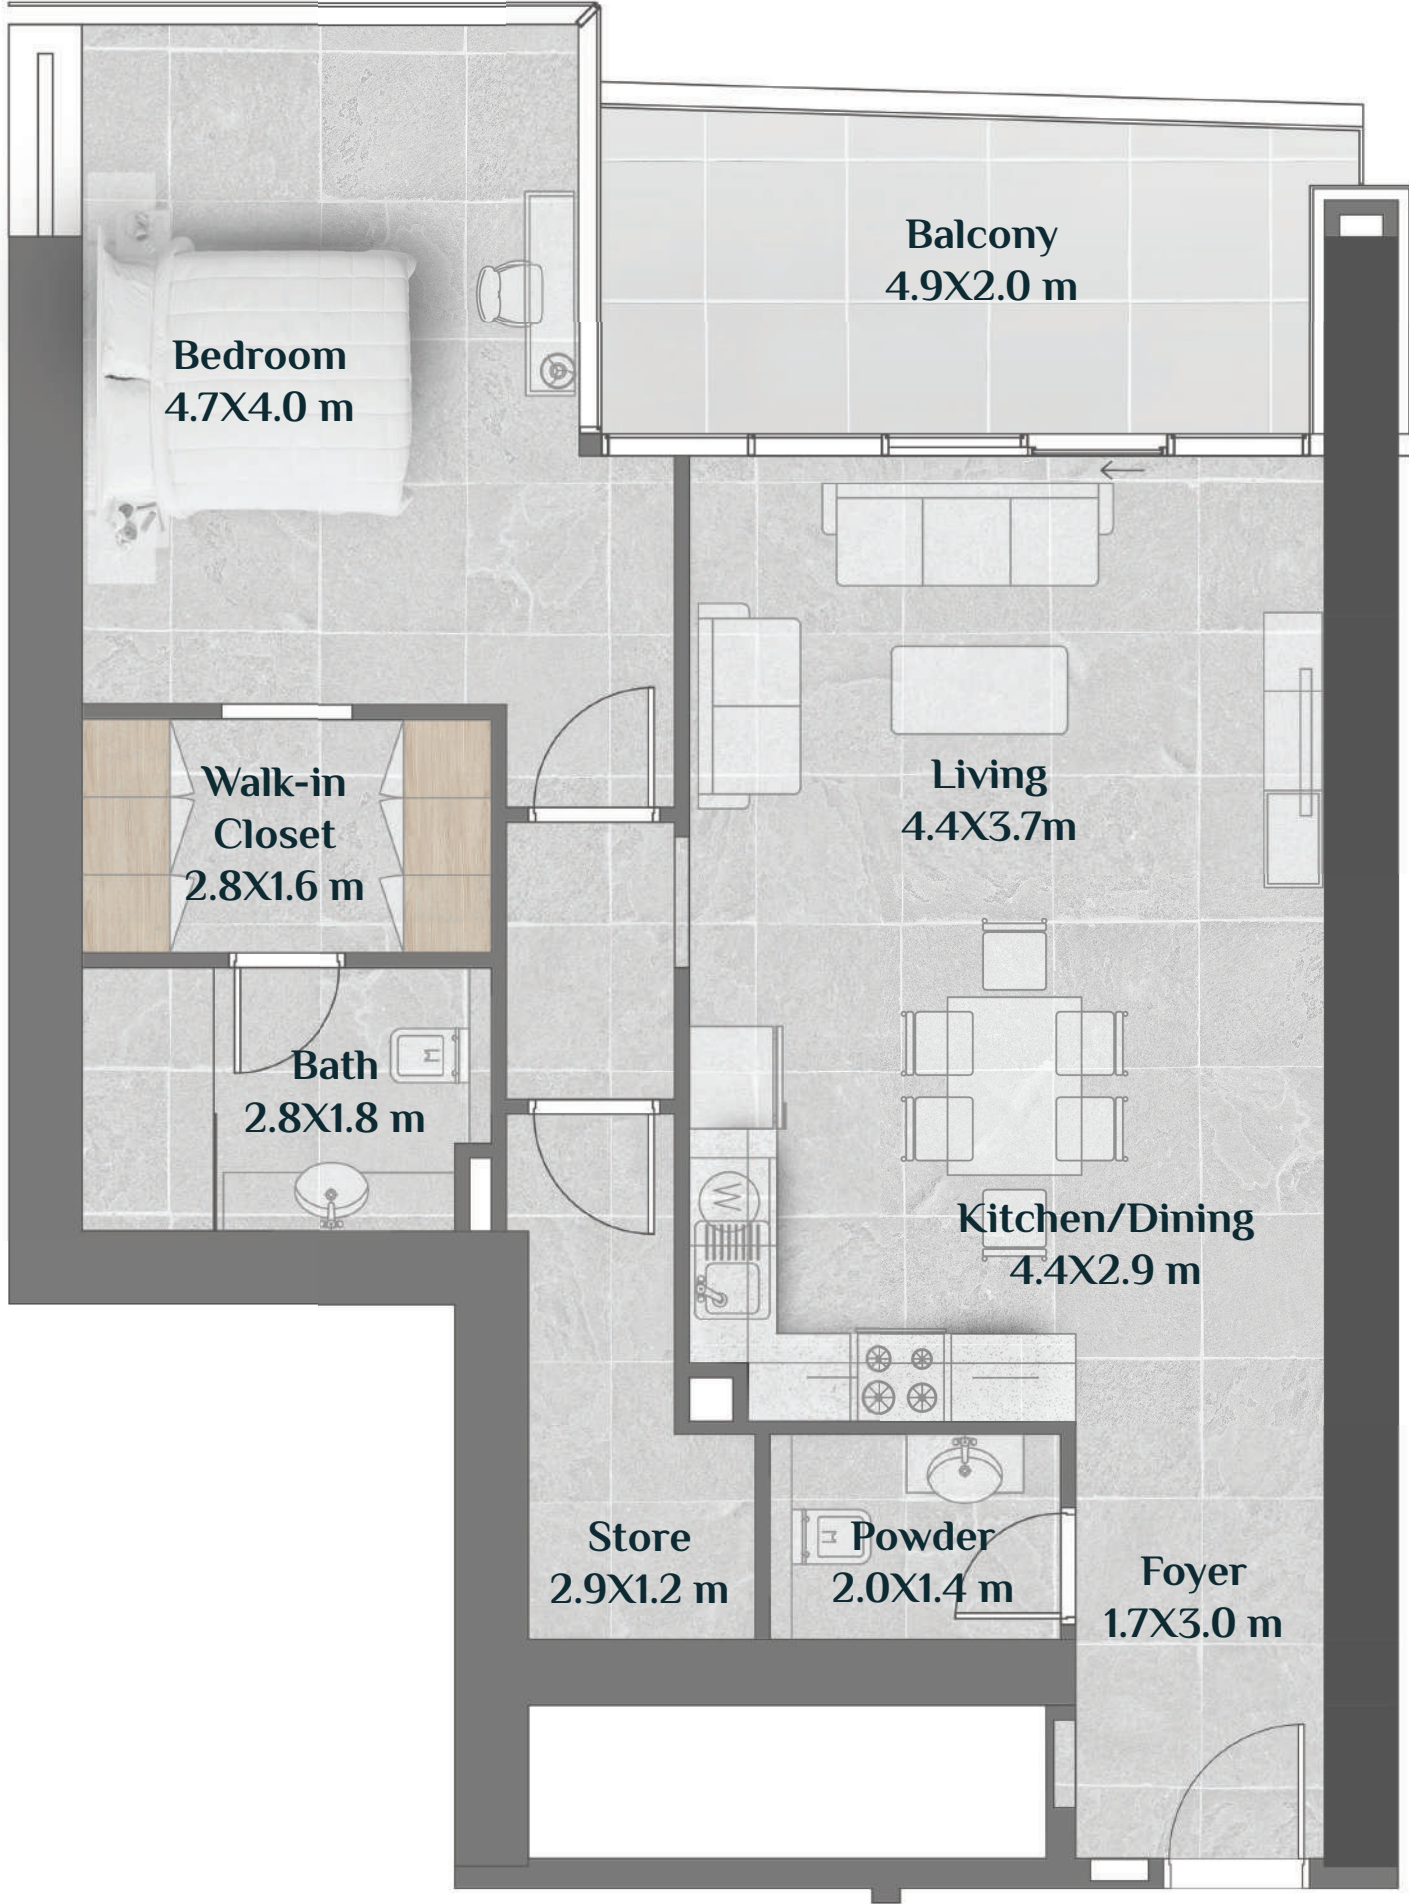 Balcony
4.9X2.0 m
Bedroom
4.7X4.0 m
Walk-in
Closet
2.8X1.6 m
Living
4.4X3.7m
Bath
2.8X1.8 m
W
Kitchen/Dining
4.4X2.9 m
Store
2.9X1.2 m
Powder
2.0X1.4 m
Foyer
1.7X3.0 m